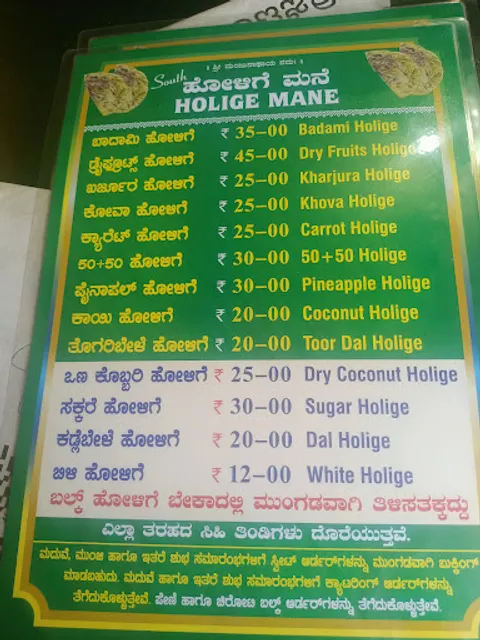 । ಶ್ರೀ ಮಂಜುನಾಥಾಯ ನಮಃ ।
South ಹೋಳಿಗೆ ಮನೆ
HOLIGE MANE
ಬಾದಾಮಿ ಹೋಳಿಗೆ ₹ 35-00 Badami Holige
ಡ್ರೈಫ್ರೂಟ್ಸ್ ಹೋಳಿಗೆ ₹ 45-00 Dry Fruits Holige
ಖರ್ಜೂರ ಹೋಳಿಗೆ ₹ 25-00 Kharjura Holige
ಕೋವಾ ಹೋಳಿಗೆ ₹ 25-00 Khova Holige
ಕ್ಯಾರೆಟ್ ಹೋಳಿಗೆ ₹ 25-00 Carrot Holige
೫೦+೫೦ ಹೋಳಿಗೆ ₹ 30-00 50+50 Holige
ಪೈನಾಪಲ್ ಹೋಳಿಗೆ ₹ 30-00 Pineapple Holige
ಕಾಯಿ ಹೋಳಿಗೆ ₹ 20-00 Coconut Holige
ತೊಗರಿಬೇಳೆ ಹೋಳಿಗೆ ₹ 20-00 Toor Dal Holige
ಒಣ ಕೊಬ್ಬರಿ ಹೋಳಿಗೆ ₹ 25-00 Dry Coconut Holige
ಸಕ್ಕರೆ ಹೋಳಿಗೆ ₹ 30-00 Sugar Holige
ಕಡ್ಲೆಬೇಳೆ ಹೋಳಿಗೆ ₹ 20-00 Dal Holige
ಬಿಳಿ ಹೋಳಿಗೆ ₹ 12-00 White Holige
ಬಲ್ಕ್ ಹೋಳಿಗೆ ಬೇಕಾದಲ್ಲಿ ಮುಂಗಡವಾಗಿ ತಿಳಿಸತಕ್ಕದ್ದು
ಎಲ್ಲಾ ತರಹದ ಸಿಹಿ ತಿಂಡಿಗಳು ದೊರೆಯುತ್ತವೆ.
ಮದುವೆ, ಮುಂಜಿ ಹಾಗೂ ಇತರೆ ಶುಭ ಸಮಾರಂಭಗಳಿಗೆ ಸ್ವೀಟ್ ಆರ್ಡರ್‌ಗಳನ್ನು ಮುಂಗಡವಾಗಿ ಬುಕ್ಕಿಂಗ್
ಮಾಡಬಹುದು. ಮದುವೆ ಹಾಗೂ ಇತರೆ ಶುಭ ಸಮಾರಂಭಗಳಿಗೆ ಕ್ಯಾಟರಿಂಗ್ ಆರ್ಡರ್‌ಗಳನ್ನು
ತೆಗೆದುಕೊಳ್ಳುತ್ತೇವೆ. ಪೇಣಿ ಹಾಗೂ ಚಿರೋಟಿ ಬಲ್ಕ್ ಆರ್ಡರ್‌ಗಳನ್ನು ತೆಗೆದುಕೊಳ್ಳುತ್ತೇವೆ.